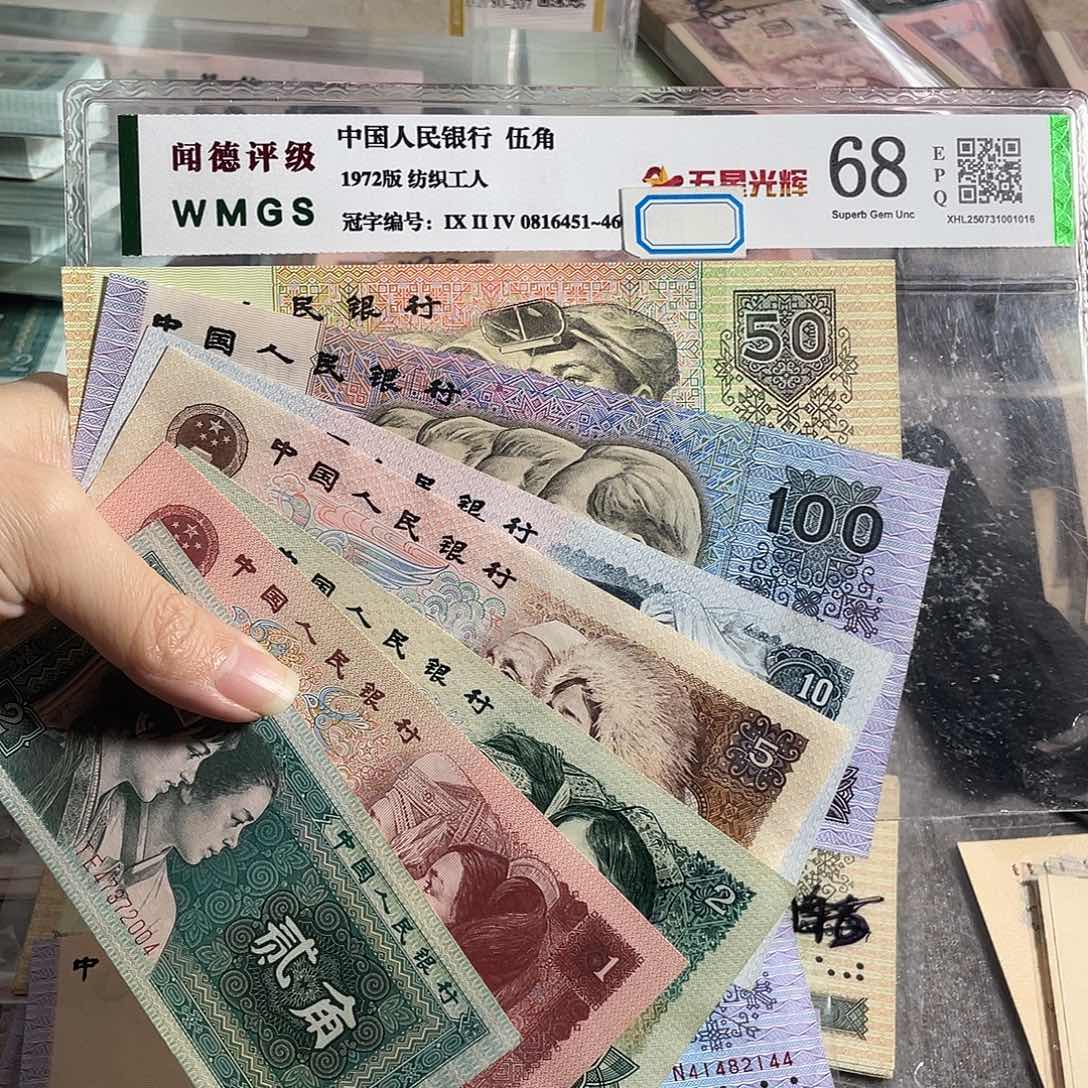 闻德评级
WMGS
中国人民银行 伍角
1972版 纺织工人
冠字编号：IX II IV 0816451~46
五星光辉
68
Superb Gem Unc
EPQ
XHL250731001016
民银行
50
中国人民银行
100
银行
10
中国人民银行
5
国人民银行
2
中国人民银行
1
中国人民银行
贰角
中
N41482144